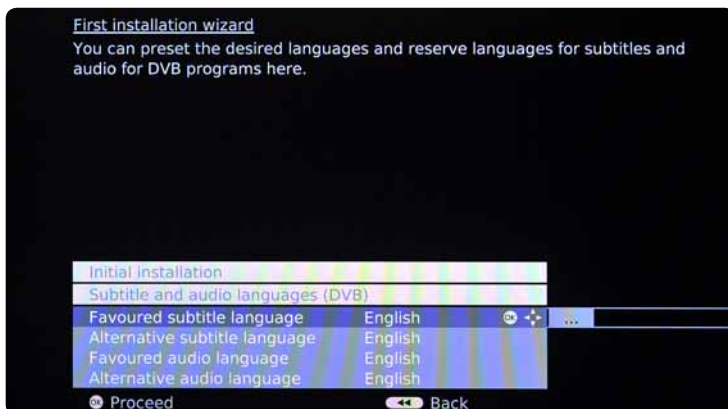 First installation wizard
You can preset the desired languages and reserve languages for subtitles and
audio for DVB programs here.
Initial installation
Subtitle and audio languages (DVB)
Favoured subtitle language English OK ...
Alternative subtitle language English
Favoured audio language English
Alternative audio language English
OK Proceed Back